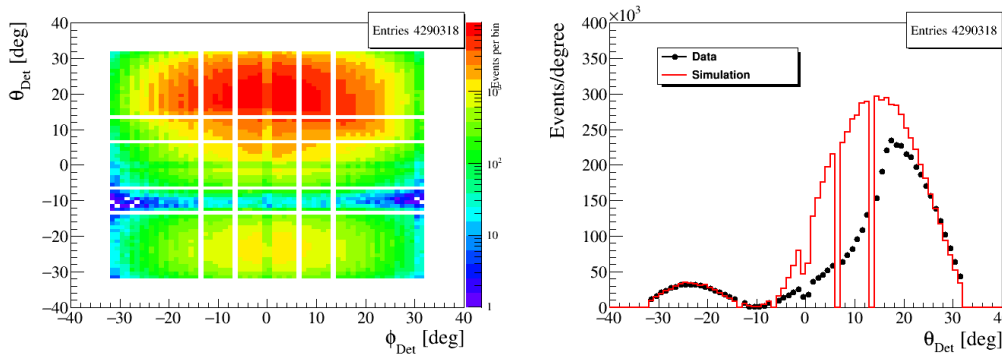 θDet [deg]
40
30
20
10
0
−10
−20
−30
−40
−40 −30 −20 −10 0 10 20 30 40
ϕDet [deg]
Entries 4290318
Events per bin
10²
10
1
Events/degree
400
350
300
250
200
150
100
50
0
×10³
Entries 4290318
Data
Simulation
−40 −30 −20 −10 0 10 20 30 40
θDet [deg]